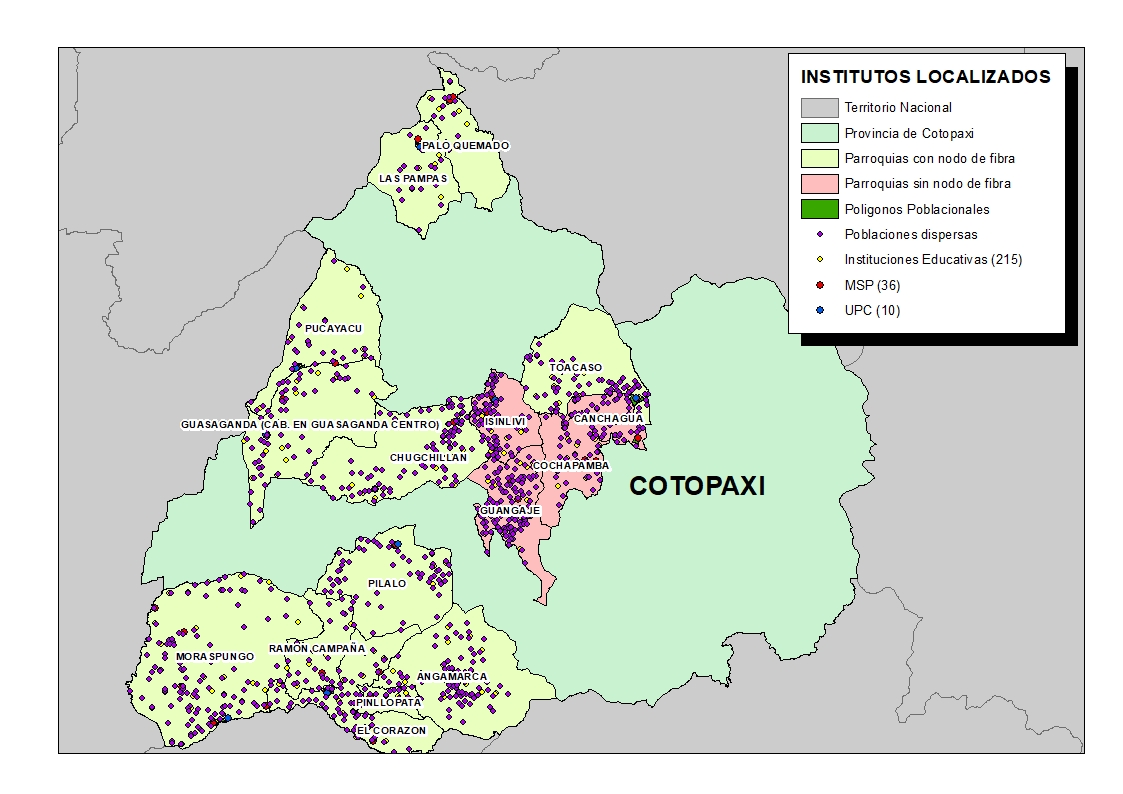 INSTITUTOS LOCALIZADOS
Territorio Nacional
Provincia de Cotopaxi
Parroquias con nodo de fibra
Parroquias sin nodo de fibra
Poligonos Poblacionales
Poblaciones dispersas
Instituciones Educativas (215)
MSP (36)
UPC (10)
PALO QUEMADO
LAS PAMPAS
PUCAYACU
TOACASO
GUASAGANDA (CAB. EN GUASAGANDA CENTRO)
ISINLIVI
CANCHAGUA
CHUGCHILLAN
COCHAPAMBA
COTOPAXI
GUANGAJE
PILALO
RAMÓN CAMPAÑA
MORASPUNGO
ANGAMARCA
PINLLOPATA
EL CORAZON